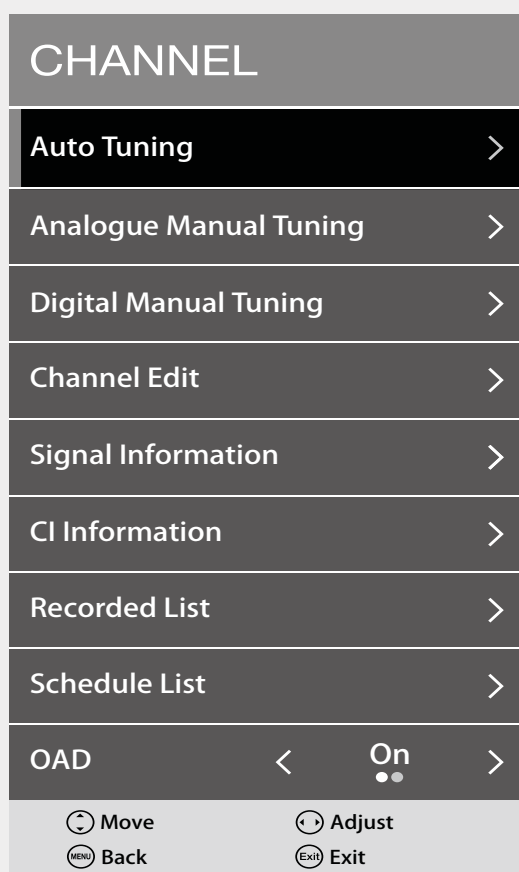 CHANNEL
Auto Tuning
Analogue Manual Tuning
Digital Manual Tuning
Channel Edit
Signal Information
CI Information
Recorded List
Schedule List
OAD < On >
Move Adjust
MENU Back Exit Exit